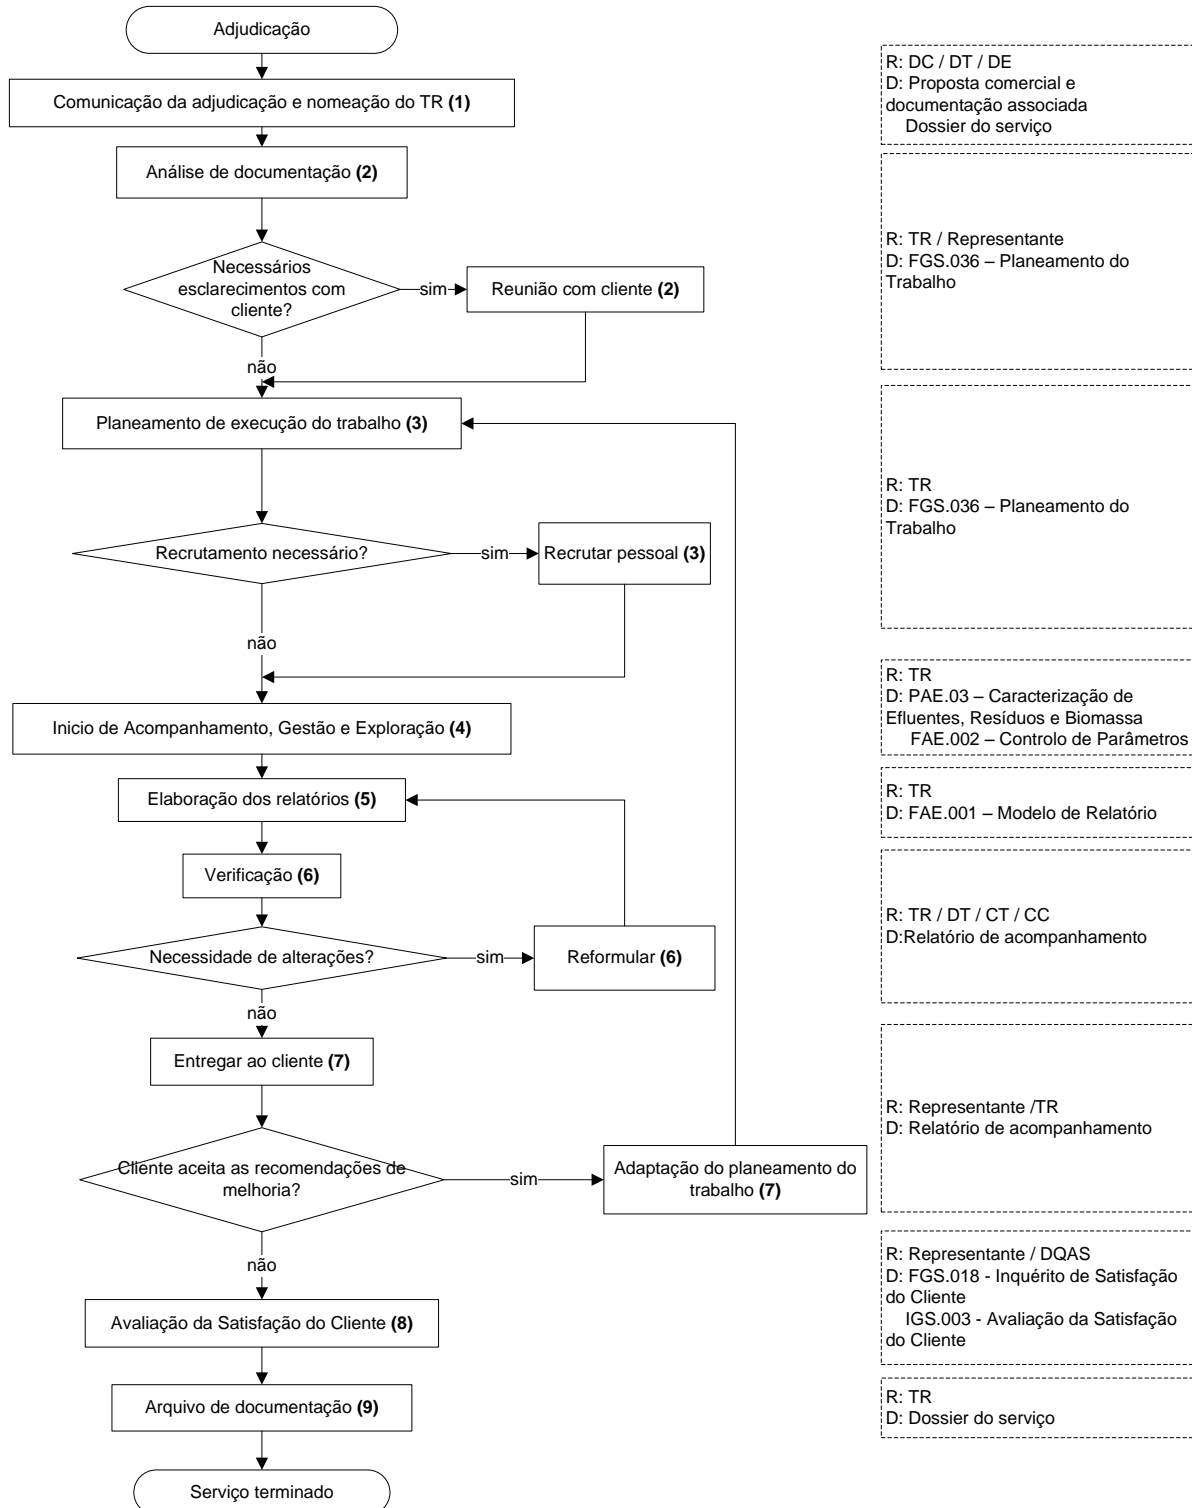 Adjudicação
Comunicação da adjudicação e nomeação do TR (1)
R: DC / DT / DE
D: Proposta comercial e
documentação associada
Dossier do serviço
Análise de documentação (2)
Necessários
esclarecimentos com
cliente?
sim
Reunião com cliente (2)
não
R: TR / Representante
D: FGS.036 – Planeamento do
Trabalho
Planeamento de execução do trabalho (3)
Recrutamento necessário?
sim
Recrutar pessoal (3)
não
R: TR
D: FGS.036 – Planeamento do
Trabalho
Inicio de Acompanhamento, Gestão e Exploração (4)
R: TR
D: PAE.03 – Caracterização de
Efluentes, Resíduos e Biomassa
FAE.002 – Controlo de Parâmetros
Elaboração dos relatórios (5)
R: TR
D: FAE.001 – Modelo de Relatório
Verificação (6)
Necessidade de alterações?
sim
Reformular (6)
não
R: TR / DT / CT / CC
D:Relatório de acompanhamento
Entregar ao cliente (7)
Cliente aceita as recomendações de
melhoria?
sim
Adaptação do planeamento do
trabalho (7)
não
R: Representante /TR
D: Relatório de acompanhamento
Avaliação da Satisfação do Cliente (8)
R: Representante / DQAS
D: FGS.018 - Inquérito de Satisfação
do Cliente
IGS.003 - Avaliação da Satisfação
do Cliente
Arquivo de documentação (9)
R: TR
D: Dossier do serviço
Serviço terminado